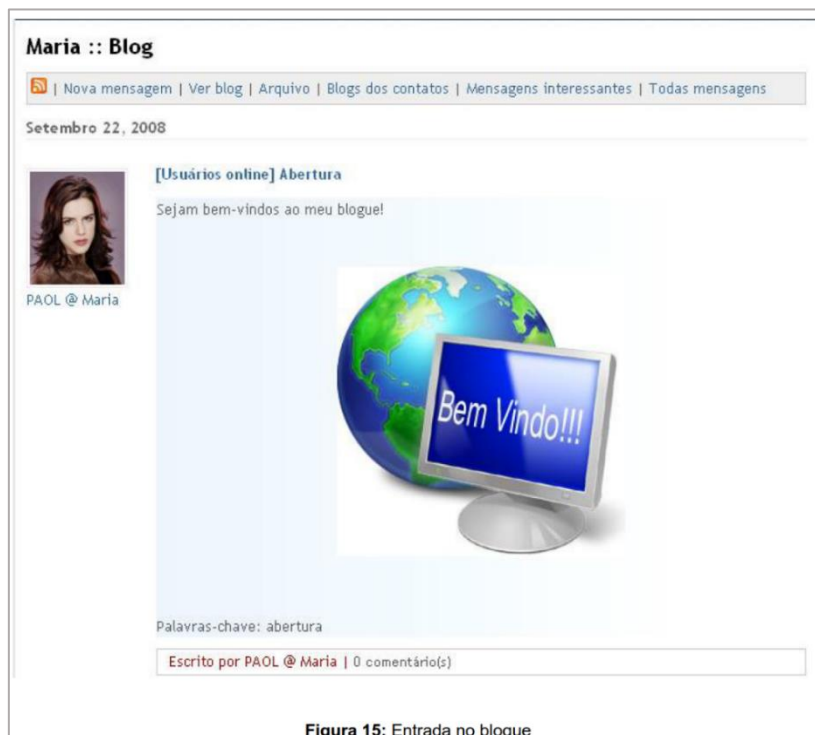 Maria :: Blog
| Nova mensagem | Ver blog | Arquivo | Blogs dos contatos | Mensagens interessantes | Todas mensagens
Setembro 22, 2008
[Usuários online] Abertura
Sejam bem-vindos ao meu blogue!
PAOL @ Maria
Bem Vindo!!!
Palavras-chave: abertura
Escrito por PAOL @ Maria | 0 comentário(s)
Figura 15: Entrada no blogue